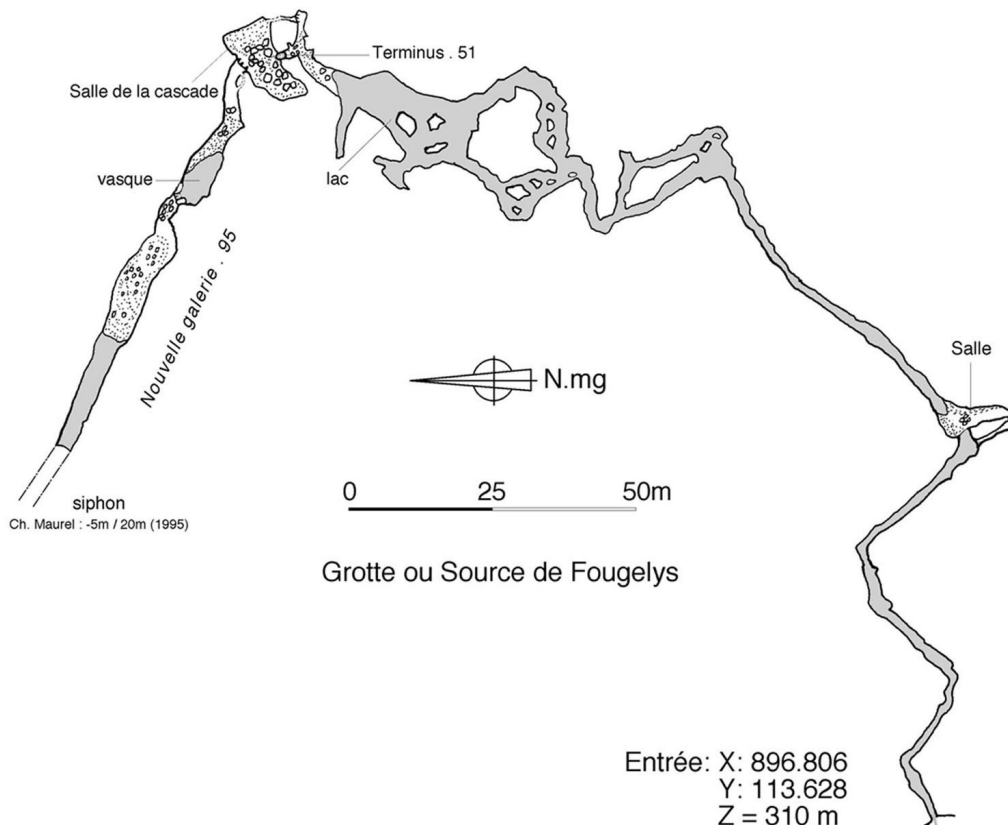 Terminus . 51
Salle de la cascade
lac
vasque
Nouvelle galerie . 95
Salle
N.mg
siphon
Ch. Maurel : -5m / 20m (1995)
0 25 50m
Grotte ou Source de Fougelys
Entrée: X: 896.806
Y: 113.628
Z = 310 m